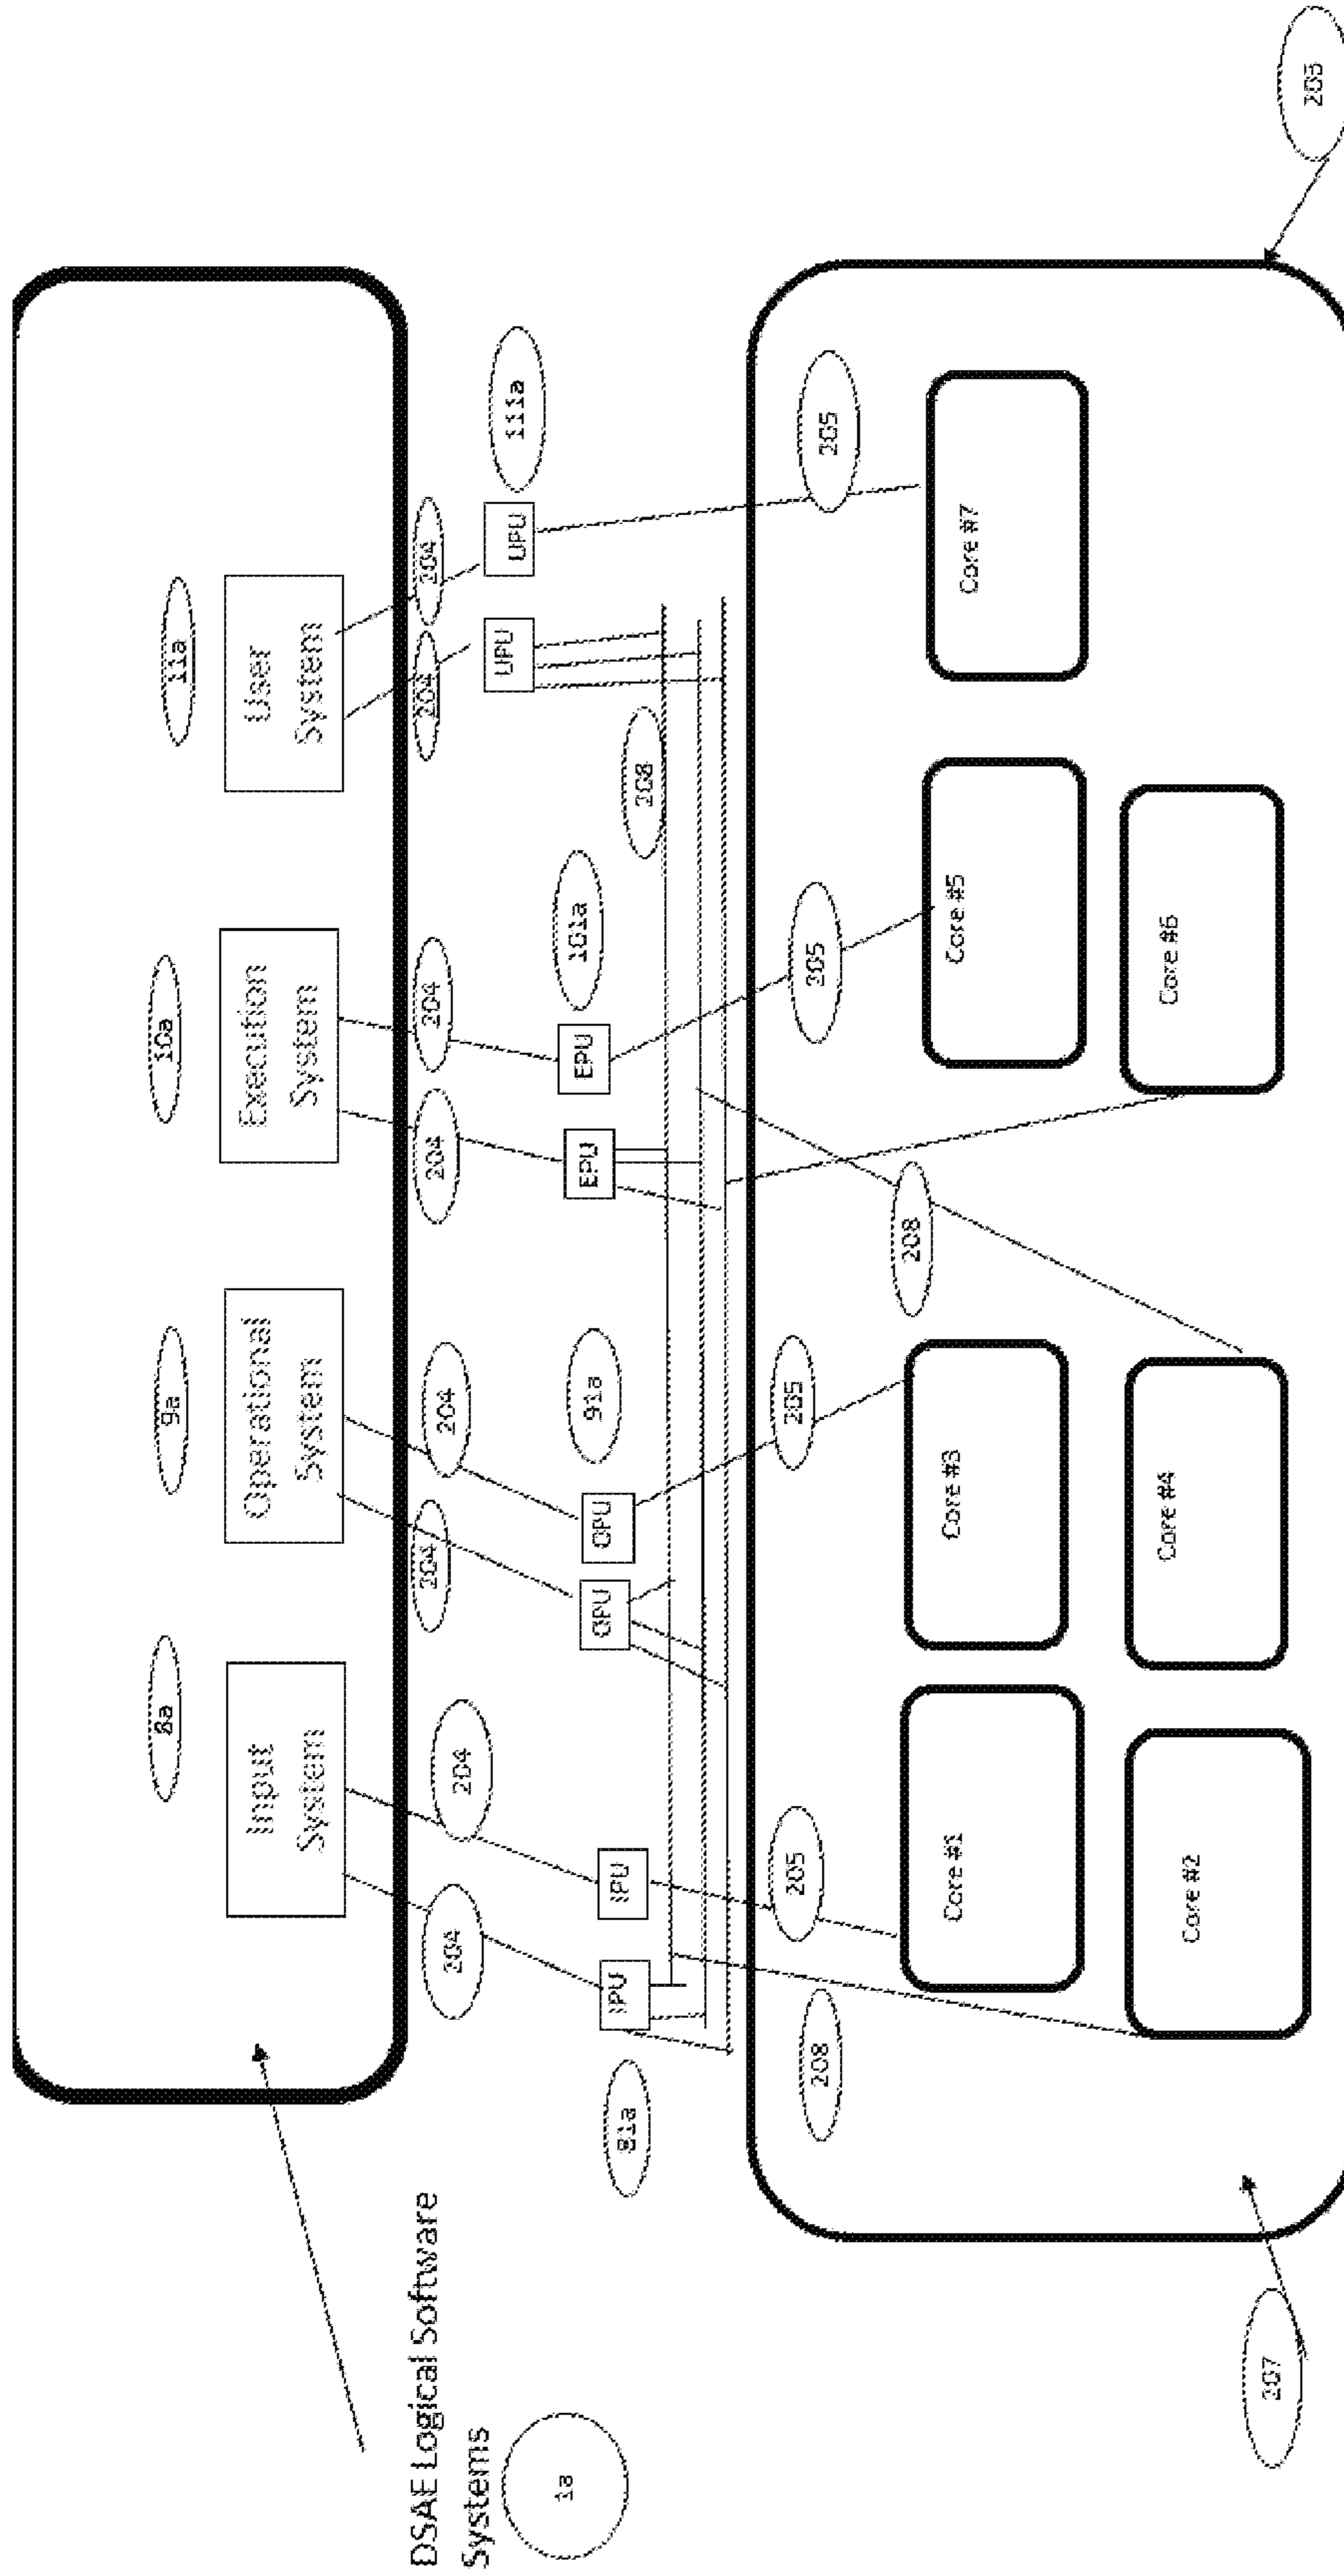 8a
9a
10a
11a
Input
System
Operational
System
Execution
System
User
System
DSAE Logical Software
Systems
1a
204
204
204
204
204
204
204
204
81a
IPU
IPU
OPU
OPU
91a
EPU
EPU
101a
UPU
UPU
111a
208
208
205
205
208
205
205
Core #1
Core #3
Core #5
Core #7
Core #2
Core #4
Core #6
207